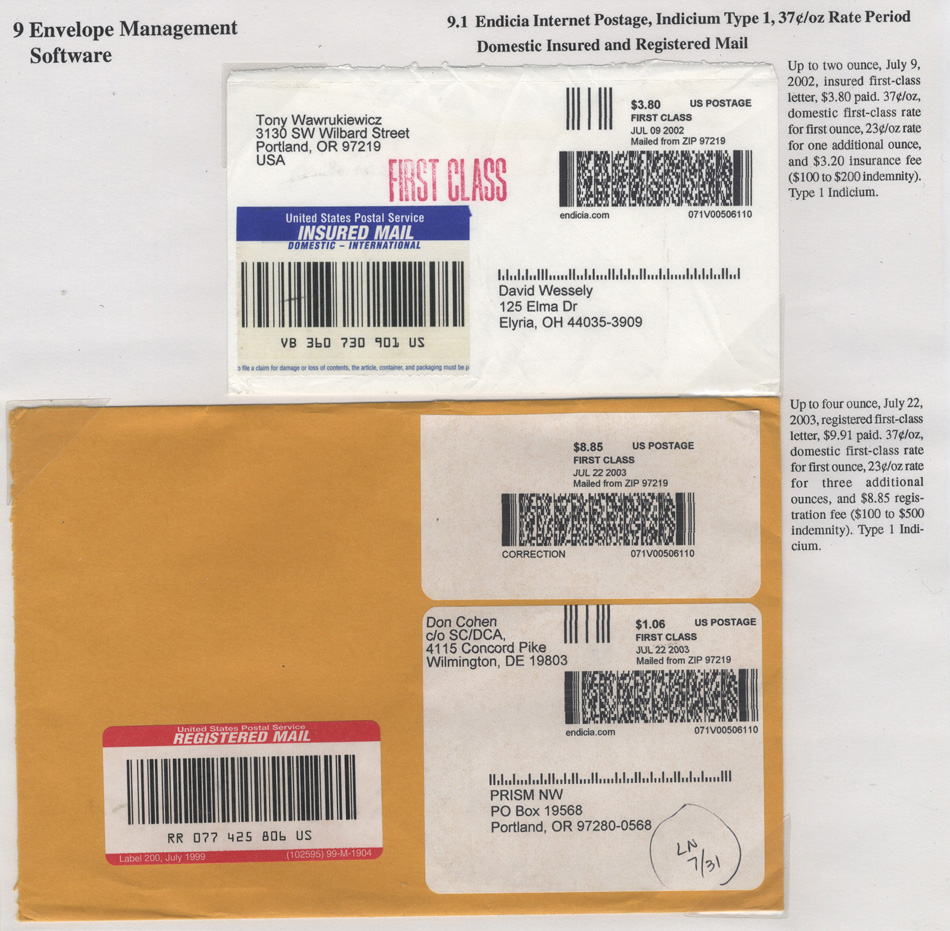 9 Envelope Management
Software
9.1 Endicia Internet Postage, Indicium Type 1, 37¢/oz Rate Period
Domestic Insured and Registered Mail
Up to two ounce, July 9,
2002, insured first-class
letter, $3.80 paid. 37¢/oz,
domestic first-class rate
for first ounce, 23¢/oz rate
for one additional ounce,
and $3.20 insurance fee
($100 to $200 indemnity).
Type 1 Indicium.
Tony Wawrukiewicz
3130 SW Wilbard Street
Portland, OR 97219
USA
FIRST CLASS
$3.80 US POSTAGE
FIRST CLASS
JUL 09 2002
Mailed from ZIP 97219
endicia.com 071V00506110
United States Postal Service
INSURED MAIL
DOMESTIC – INTERNATIONAL
VB 360 730 901 US
o file a claim for damage or loss of contents, the article, container, and packaging must be p
David Wessely
125 Elma Dr
Elyria, OH 44035-3909
Up to four ounce, July 22,
2003, registered first-class
letter, $9.91 paid. 37¢/oz,
domestic first-class rate
for first ounce, 23¢/oz rate
for three additional
ounces, and $8.85 regis-
tration fee ($100 to $500
indemnity). Type 1 Indi-
cium.
$8.85 US POSTAGE
FIRST CLASS
JUL 22 2003
Mailed from ZIP 97219
CORRECTION 071V00506110
Don Cohen
c/o SC/DCA,
4115 Concord Pike
Wilmington, DE 19803
$1.06 US POSTAGE
FIRST CLASS
JUL 22 2003
Mailed from ZIP 97219
endicia.com 071V00506110
United States Postal Service
REGISTERED MAIL
RR 077 425 806 US
Label 200, July 1999 (102595) 99-M-1904
PRISM NW
PO Box 19568
Portland, OR 97280-0568
LN
7/31